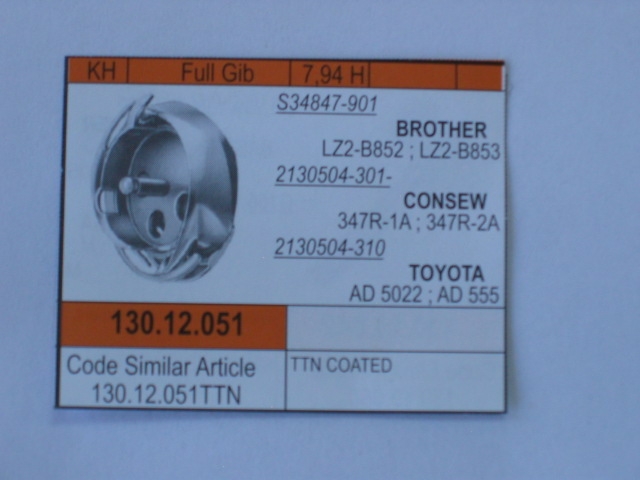 KH Full Gib 7,94 H
S34847-901
BROTHER
LZ2-B852 ; LZ2-B853
2130504-301-
CONSEW
347R-1A ; 347R-2A
2130504-310
TOYOTA
AD 5022 ; AD 555
130.12.051
Code Similar Article
130.12.051TTN
TTN COATED